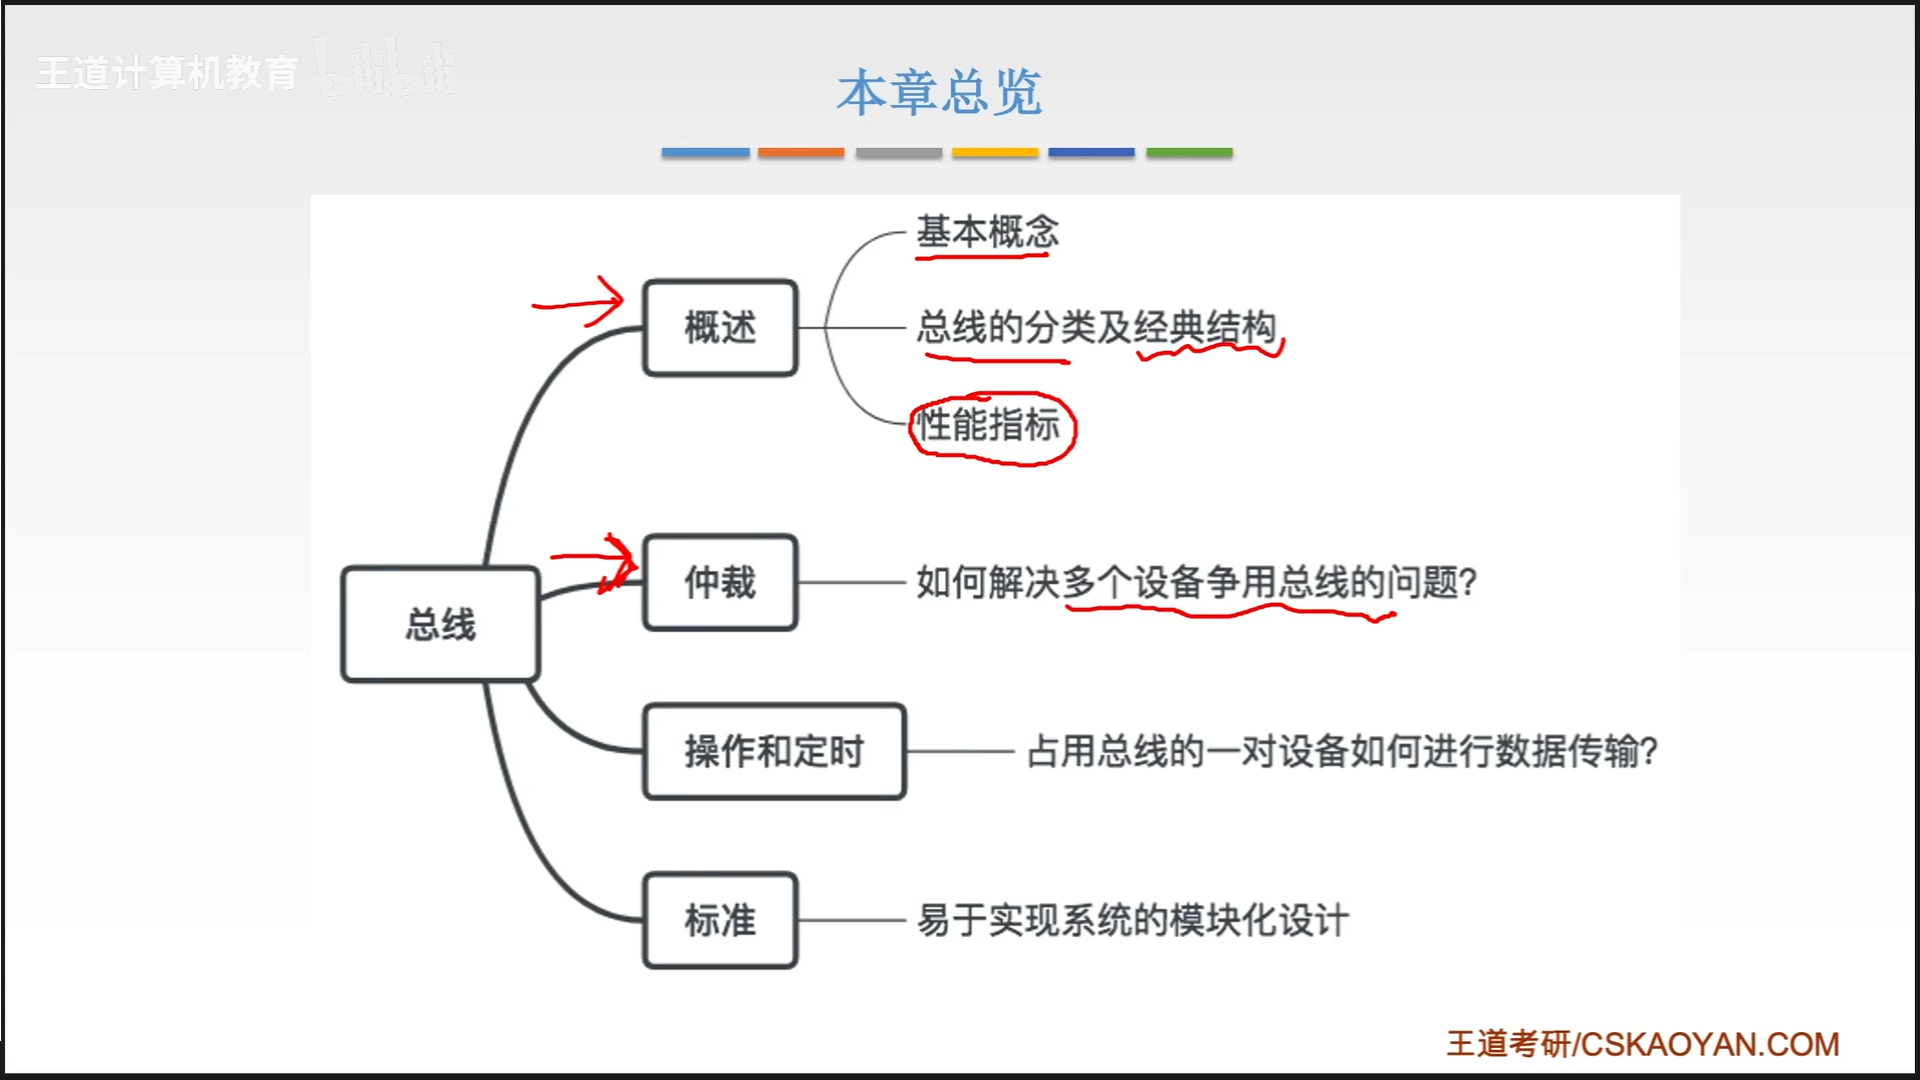 王道计算机教育 bilibili
本章总览
基本概念
概述
总线的分类及经典结构
性能指标
仲裁
如何解决多个设备争用总线的问题?
总线
操作和定时
占用总线的一对设备如何进行数据传输?
标准
易于实现系统的模块化设计
王道考研/CSKAOYAN.COM